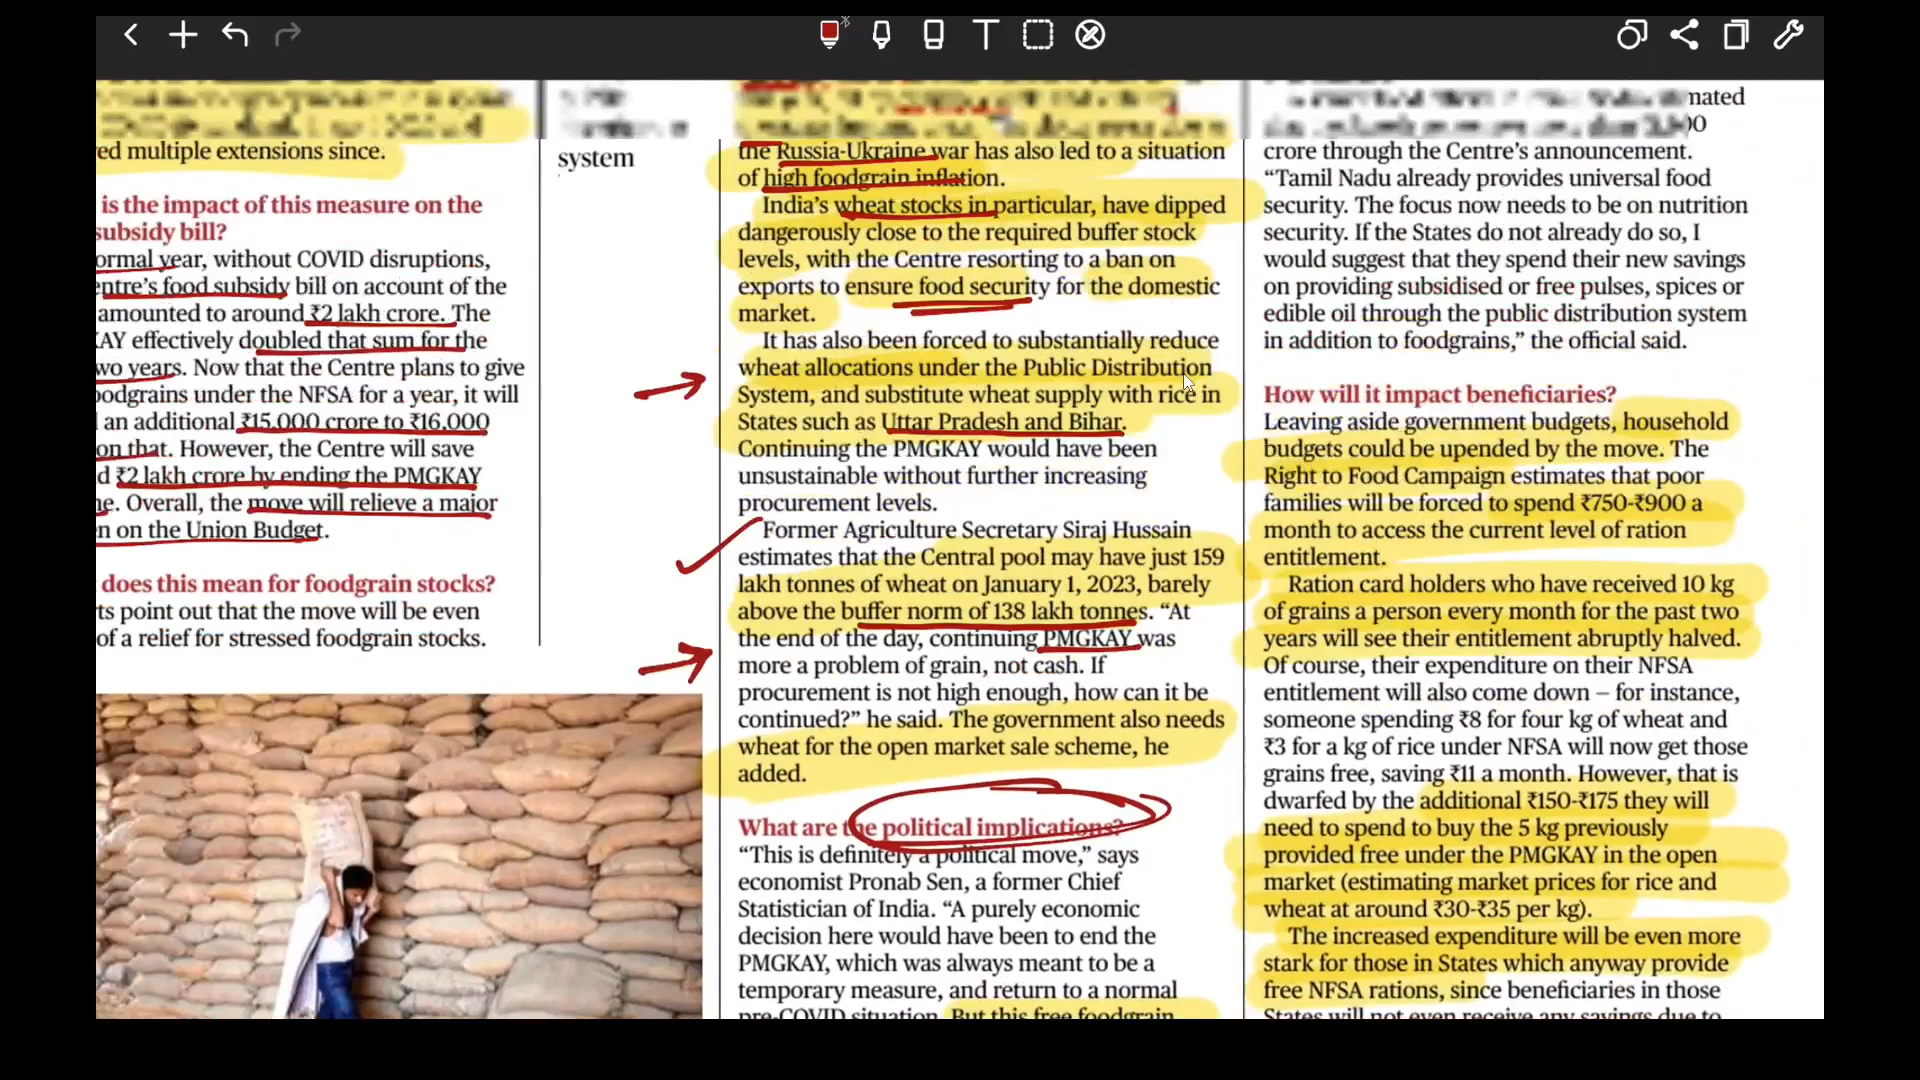 ed multiple extensions since.
is the impact of this measure on the
subsidy bill?
ormal year, without COVID disruptions,
entre's food subsidy bill on account of the
amounted to around ₹2 lakh crore. The
KAY effectively doubled that sum for the
wo years. Now that the Centre plans to give
oodgrains under the NFSA for a year, it will
an additional ₹15,000 crore to ₹16,000
on that. However, the Centre will save
d ₹2 lakh crore by ending the PMGKAY
e. Overall, the move will relieve a major
n on the Union Budget.
does this mean for foodgrain stocks?
ts point out that the move will be even
of a relief for stressed foodgrain stocks.
system
the Russia-Ukraine war has also led to a situation
of high foodgrain inflation.
India's wheat stocks in particular, have dipped
dangerously close to the required buffer stock
levels, with the Centre resorting to a ban on
exports to ensure food security for the domestic
market.
It has also been forced to substantially reduce
wheat allocations under the Public Distribution
System, and substitute wheat supply with rice in
States such as Uttar Pradesh and Bihar.
Continuing the PMGKAY would have been
unsustainable without further increasing
procurement levels.
Former Agriculture Secretary Siraj Hussain
estimates that the Central pool may have just 159
lakh tonnes of wheat on January 1, 2023, barely
above the buffer norm of 138 lakh tonnes. “At
the end of the day, continuing PMGKAY was
more a problem of grain, not cash. If
procurement is not high enough, how can it be
continued?” he said. The government also needs
wheat for the open market sale scheme, he
added.
What are the political implications?
“This is definitely a political move,” says
economist Pronab Sen, a former Chief
Statistician of India. “A purely economic
decision here would have been to end the
PMGKAY, which was always meant to be a
temporary measure, and return to a normal
pre-COVID situation. But this free foodgrain
mated
00
crore through the Centre's announcement.
“Tamil Nadu already provides universal food
security. The focus now needs to be on nutrition
security. If the States do not already do so, I
would suggest that they spend their new savings
on providing subsidised or free pulses, spices or
edible oil through the public distribution system
in addition to foodgrains,” the official said.
How will it impact beneficiaries?
Leaving aside government budgets, household
budgets could be upended by the move. The
Right to Food Campaign estimates that poor
families will be forced to spend ₹750-₹900 a
month to access the current level of ration
entitlement.
Ration card holders who have received 10 kg
of grains a person every month for the past two
years will see their entitlement abruptly halved.
Of course, their expenditure on their NFSA
entitlement will also come down – for instance,
someone spending ₹8 for four kg of wheat and
₹3 for a kg of rice under NFSA will now get those
grains free, saving ₹11 a month. However, that is
dwarfed by the additional ₹150-₹175 they will
need to spend to buy the 5 kg previously
provided free under the PMGKAY in the open
market (estimating market prices for rice and
wheat at around ₹30-₹35 per kg).
The increased expenditure will be even more
stark for those in States which anyway provide
free NFSA rations, since beneficiaries in those
States will not even receive any savings due to